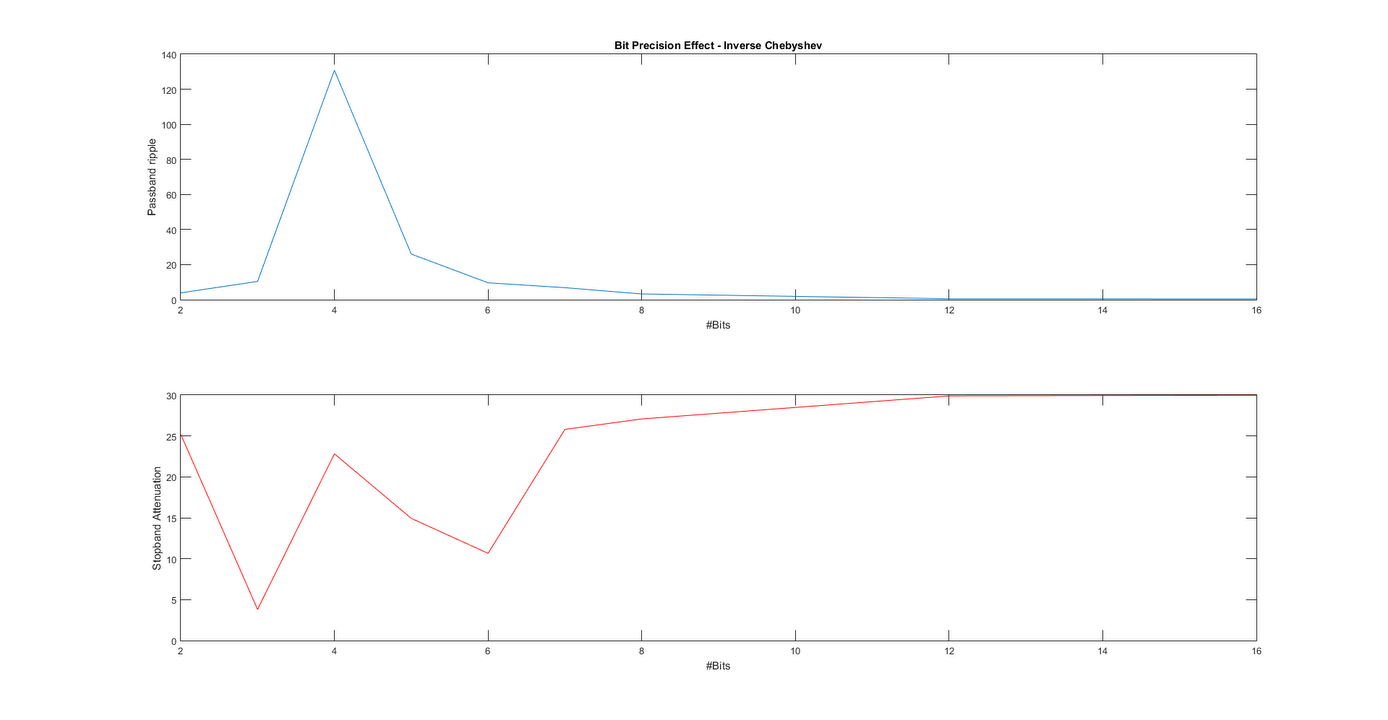 Bit Precision Effect - Inverse Chebyshev
140
120
100
80
60
40
20
0
Passband ripple
2 4 6 8 10 12 14 16
#Bits
30
25
20
15
10
5
0
Stopband Attenuation
2 4 6 8 10 12 14 16
#Bits